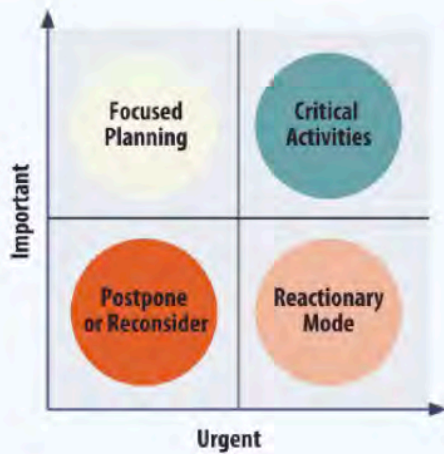 Focused
Planning
Critical
Activities
Important
Postpone
or Reconsider
Reactionary
Mode
Urgent